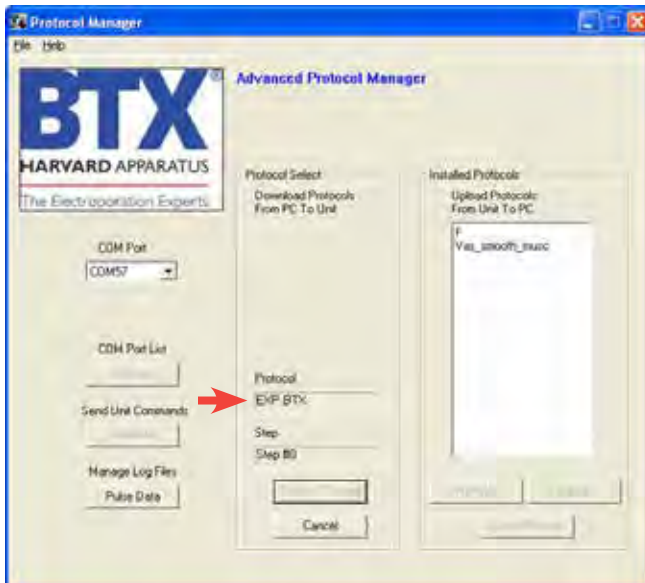 Protocol Manager
File Help
BTX®
HARVARD APPARATUS
The Electroporation Experts
Advanced Protocol Manager
COM Port
COM57
COM Port List
Send Unit Commands
Manage Log Files
Pulse Data
Protocol Select
Download Protocols
From PC To Unit
Protocol
EXP.BTX
Step
Step #0
Cancel
Installed Protocols
Upload Protocols
From Unit To PC
F